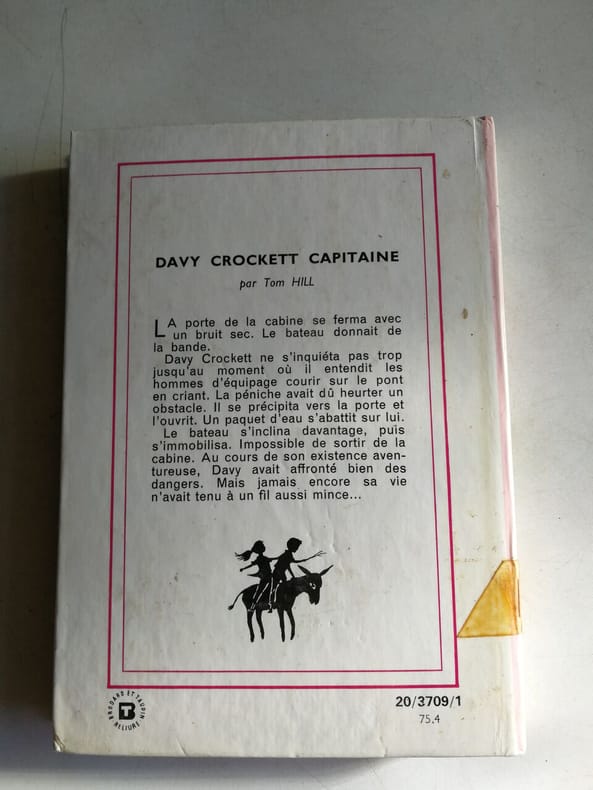 DAVY CROCKETT CAPITAINE
par Tom HILL
LA porte de la cabine se ferma avec
un bruit sec. Le bateau donnait de
la bande.
Davy Crockett ne s'inquiéta pas trop
jusqu'au moment où il entendit les
hommes d'équipage courir sur le pont
en criant. La péniche avait dû heurter un
obstacle. Il se précipita vers la porte et
l'ouvrit. Un paquet d'eau s'abattit sur lui.
Le bateau s'inclina davantage, puis
s'immobilisa. Impossible de sortir de la
cabine. Au cours de son existence aven-
tureuse, Davy avait affronté bien des
dangers. Mais jamais encore sa vie
n'avait tenu à un fil aussi mince...
BRODARD ET TAUPIN
RELIURE
20/3709/1
75.4